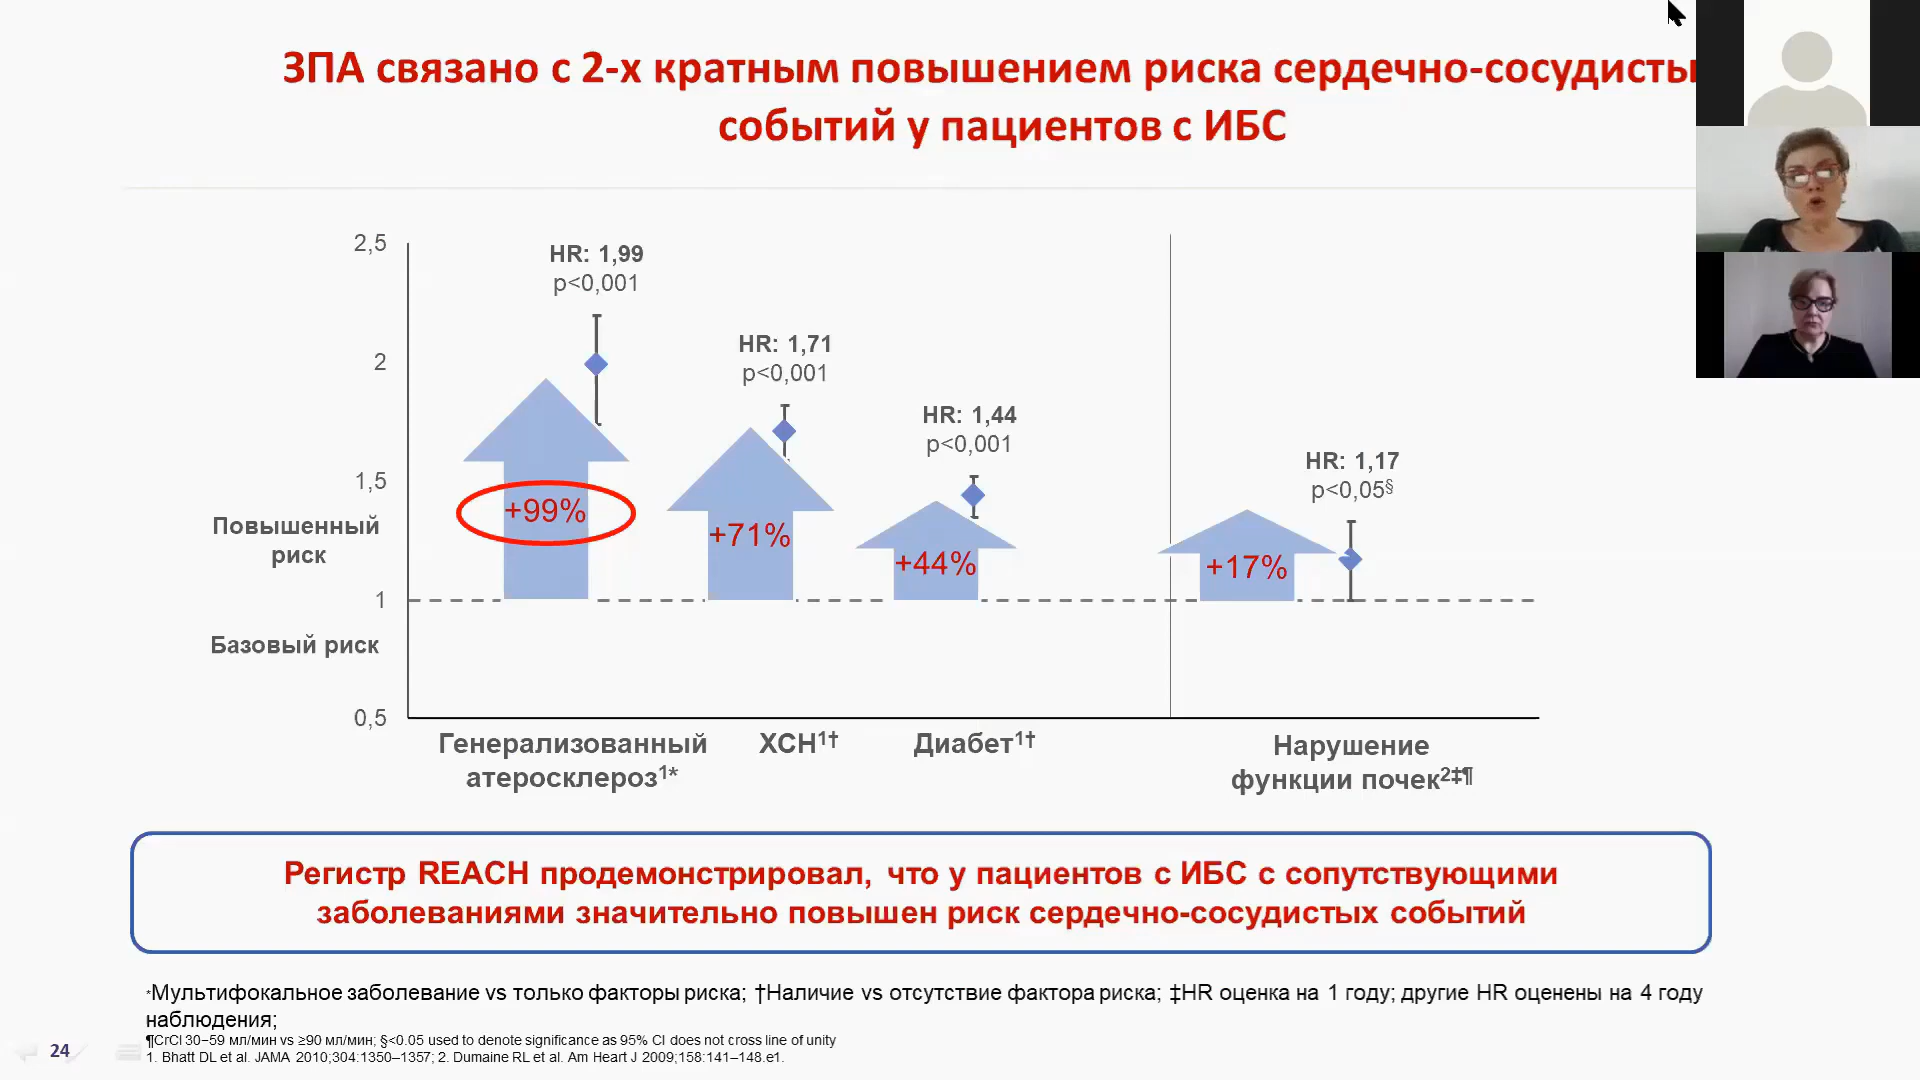 ЗПА связано с 2-х кратным повышением риска сердечно-сосудисты
событий у пациентов с ИБС
2,5
2
1,5
1
0,5
Повышенный
риск
Базовый риск
HR: 1,99
p<0,001
HR: 1,71
p<0,001
HR: 1,44
p<0,001
HR: 1,17
p<0,05§
+99%
+71%
+44%
+17%
Генерализованный
атеросклероз1*
ХСН1†
Диабет1†
Нарушение
функции почек2‡¶
Регистр REACH продемонстрировал, что у пациентов с ИБС с сопутствующими
заболеваниями значительно повышен риск сердечно-сосудистых событий
*Мультифокальное заболевание vs только факторы риска; †Наличие vs отсутствие фактора риска; ‡HR оценка на 1 году; другие HR оценены на 4 году
наблюдения;
¶CrCl 30–59 мл/мин vs ≥90 мл/мин; §<0.05 used to denote significance as 95% CI does not cross line of unity
1. Bhatt DL et al. JAMA 2010;304:1350–1357; 2. Dumaine RL et al. Am Heart J 2009;158:141–148.e1.
24